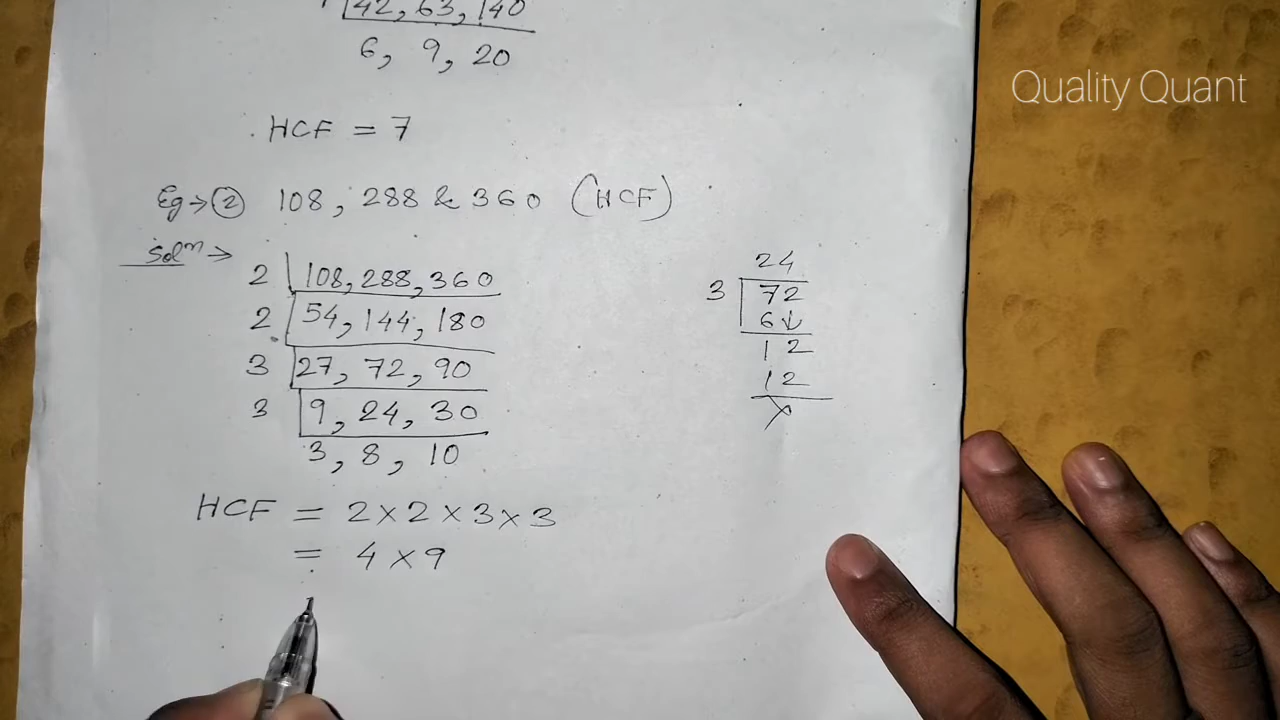 42, 63, 140
6, 9, 20
Quality Quant
HCF = 7
Eg→② 108, 288 & 360 (HCF)
Solⁿ→
2 108, 288, 360
2 54, 144, 180
3 27, 72, 90
3 9, 24, 30
3, 8, 10
24
3 72
6↓
12
12
×
HCF = 2×2×3×3
= 4×9